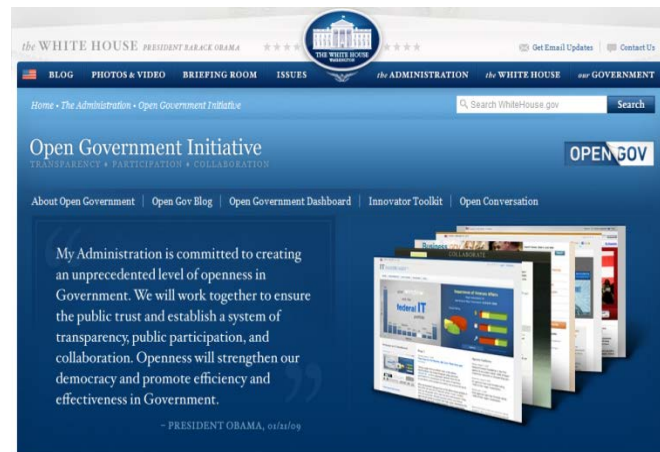 the WHITE HOUSE PRESIDENT BARACK OBAMA
THE WHITE HOUSE
WASHINGTON
Get Email Updates
Contact Us
BLOG PHOTOS & VIDEO BRIEFING ROOM ISSUES the ADMINISTRATION the WHITE HOUSE our GOVERNMENT
Home • The Administration • Open Government Initiative
Search WhiteHouse.gov
Search
Open Government Initiative
TRANSPARENCY • PARTICIPATION • COLLABORATION
OPEN GOV
About Open Government | Open Gov Blog | Open Government Dashboard | Innovator Toolkit | Open Conversation
“
My Administration is committed to creating
an unprecedented level of openness in
Government. We will work together to ensure
the public trust and establish a system of
transparency, public participation, and
collaboration. Openness will strengthen our
democracy and promote efficiency and
effectiveness in Government.
”
~ PRESIDENT OBAMA, 01/21/09
Business.gov
COLLABORATE
IT
federal IT